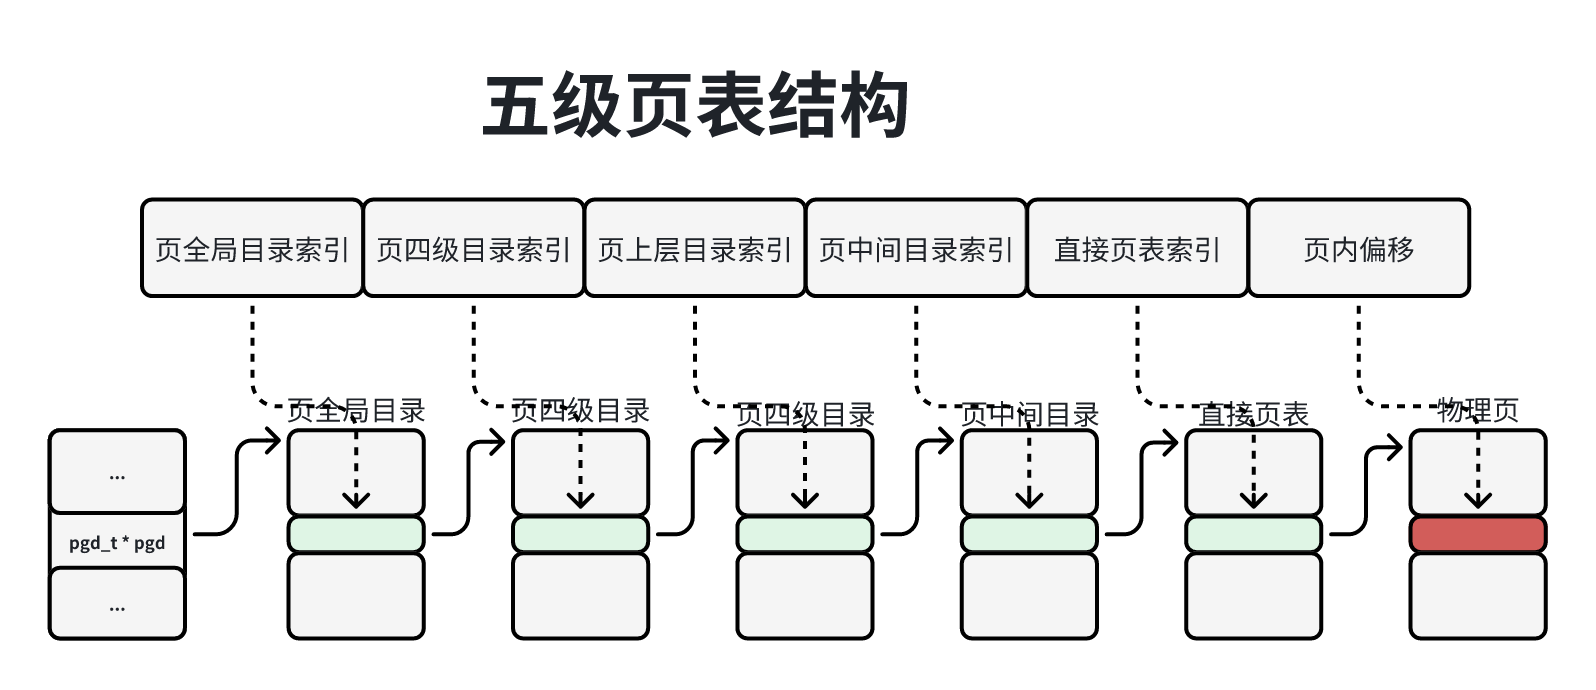 五级页表结构
页全局目录索引
页四级目录索引
页上层目录索引
页中间目录索引
直接页表索引
页内偏移
页全局目录
页四级目录
页四级目录
页中间目录
直接页表
物理页
...
pgd_t * pgd
...